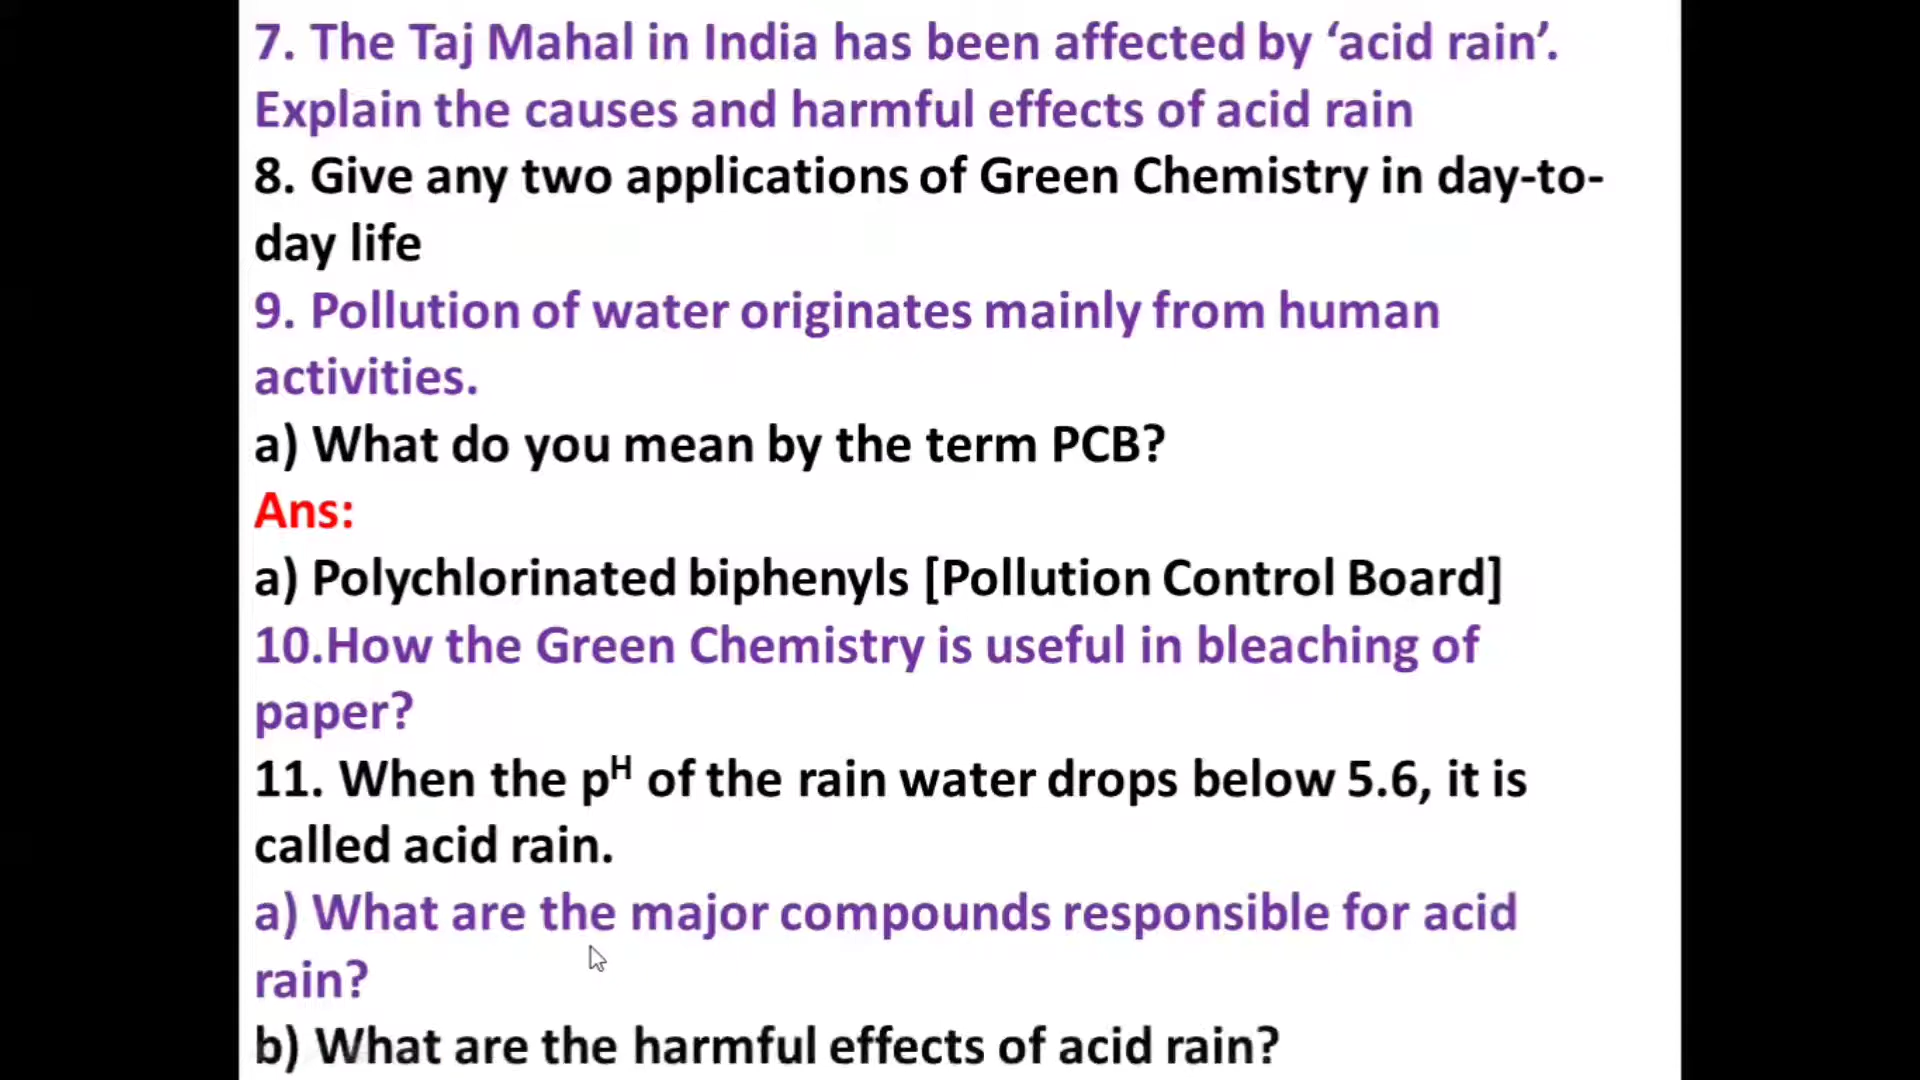 7. The Taj Mahal in India has been affected by ‘acid rain’.
Explain the causes and harmful effects of acid rain
8. Give any two applications of Green Chemistry in day-to-
day life
9. Pollution of water originates mainly from human
activities.
a) What do you mean by the term PCB?
Ans:
a) Polychlorinated biphenyls [Pollution Control Board]
10.How the Green Chemistry is useful in bleaching of
paper?
11. When the pᴴ of the rain water drops below 5.6, it is
called acid rain.
a) What are the major compounds responsible for acid
rain?
b) What are the harmful effects of acid rain?